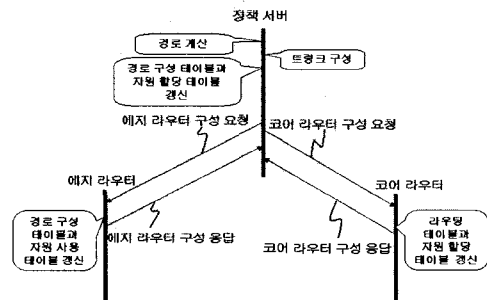 정책 서버
경로 계산
트렁크 구성
경로 구성 테이블과
자원 할당 테이블
갱신
에지 라우터 구성 요청
코어 라우터 구성 요청
에지 라우터
코어 라우터
경로 구성
테이블과
자원 사용
테이블 갱신
에지 라우터 구성 응답
코어 라우터 구성 응답
라우팅
테이블과
자원 할당
테이블 갱신